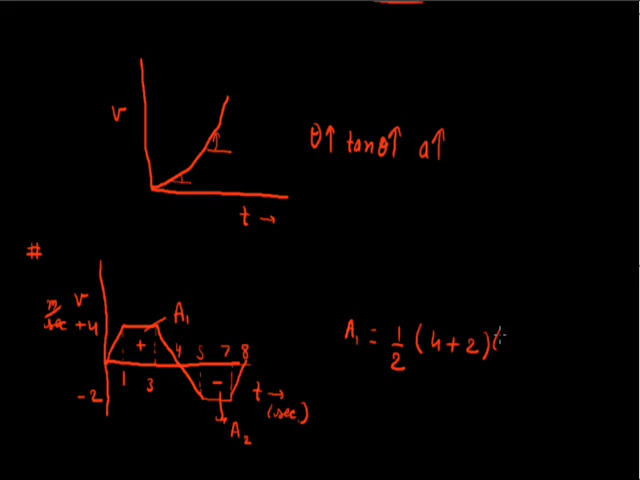 v
θ↑ tanθ↑ a↑
t →
#
v
m/sec +4
A₁
+
4 5 7 8
1 3
−
-2
t →
(sec)
A₂
A₁ = 1/2 (4+2)(